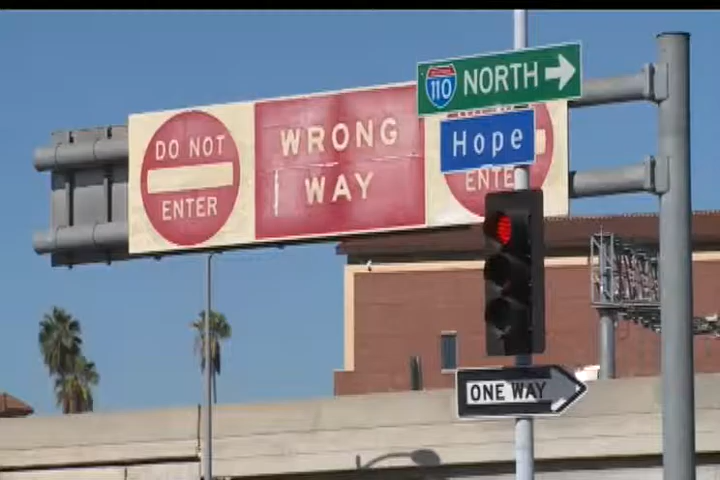 110 NORTH
Hope
DO NOT
ENTER
WRONG
WAY
ENTER
ONE WAY